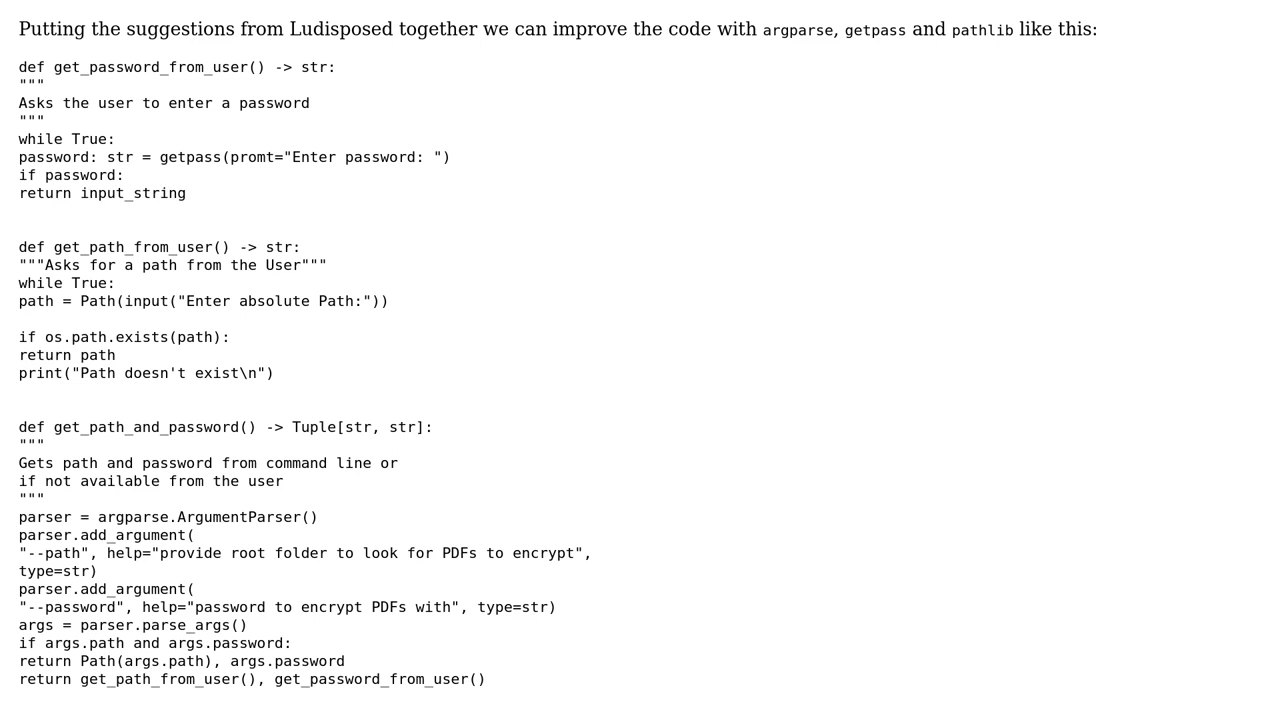 Putting the suggestions from Ludisposed together we can improve the code with argparse, getpass and pathlib like this:
def get_password_from_user() -> str:
"""
Asks the user to enter a password
"""
while True:
password: str = getpass(promt="Enter password: ")
if password:
return input_string
def get_path_from_user() -> str:
"""Asks for a path from the User"""
while True:
path = Path(input("Enter absolute Path:"))
if os.path.exists(path):
return path
print("Path doesn't exist\n")
def get_path_and_password() -> Tuple[str, str]:
"""
Gets path and password from command line or
if not available from the user
"""
parser = argparse.ArgumentParser()
parser.add_argument(
"--path", help="provide root folder to look for PDFs to encrypt",
type=str)
parser.add_argument(
"--password", help="password to encrypt PDFs with", type=str)
args = parser.parse_args()
if args.path and args.password:
return Path(args.path), args.password
return get_path_from_user(), get_password_from_user()